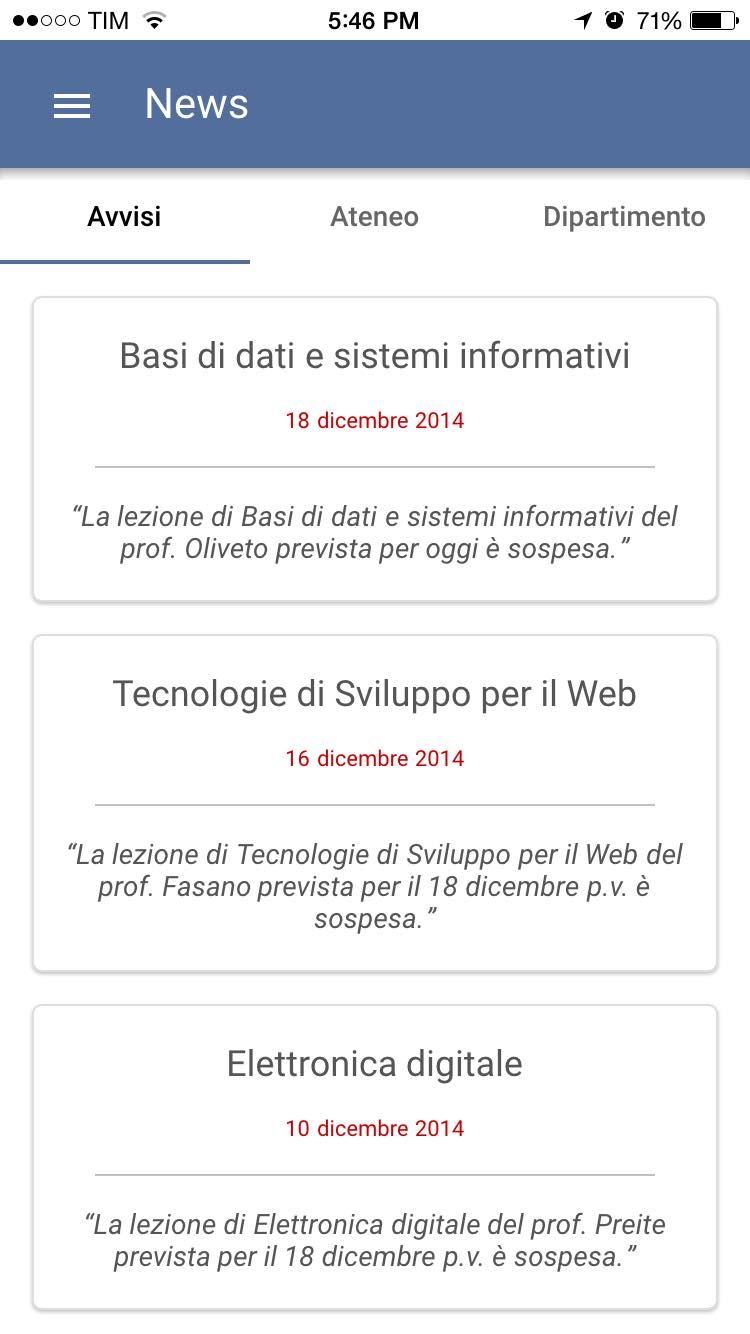 TIM 5:46 PM 71%
News
Avvisi Ateneo Dipartimento
Basi di dati e sistemi informativi
18 dicembre 2014
“La lezione di Basi di dati e sistemi informativi del
prof. Oliveto prevista per oggi è sospesa.”
Tecnologie di Sviluppo per il Web
16 dicembre 2014
“La lezione di Tecnologie di Sviluppo per il Web del
prof. Fasano prevista per il 18 dicembre p.v. è
sospesa.”
Elettronica digitale
10 dicembre 2014
“La lezione di Elettronica digitale del prof. Preite
prevista per il 18 dicembre p.v. è sospesa.”